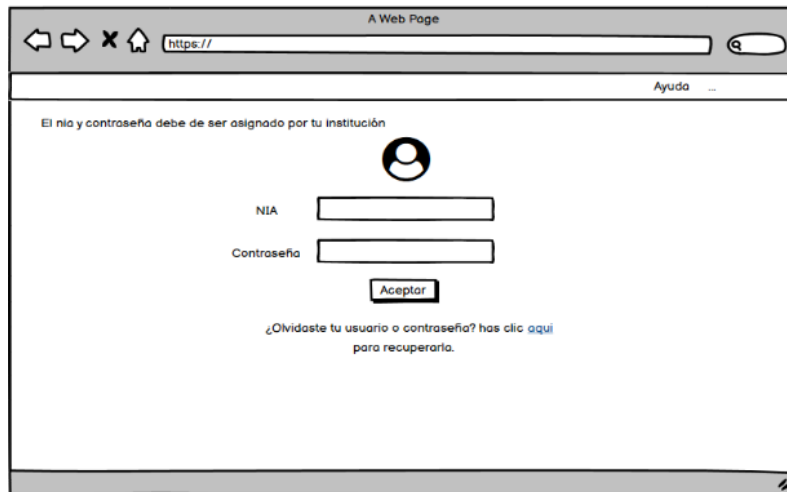 A Web Page
https://
Ayuda ...
El nia y contraseña debe de ser asignado por tu institución
NIA
Contraseña
Aceptar
¿Olvidaste tu usuario o contraseña? has clic aqui
para recuperarla.